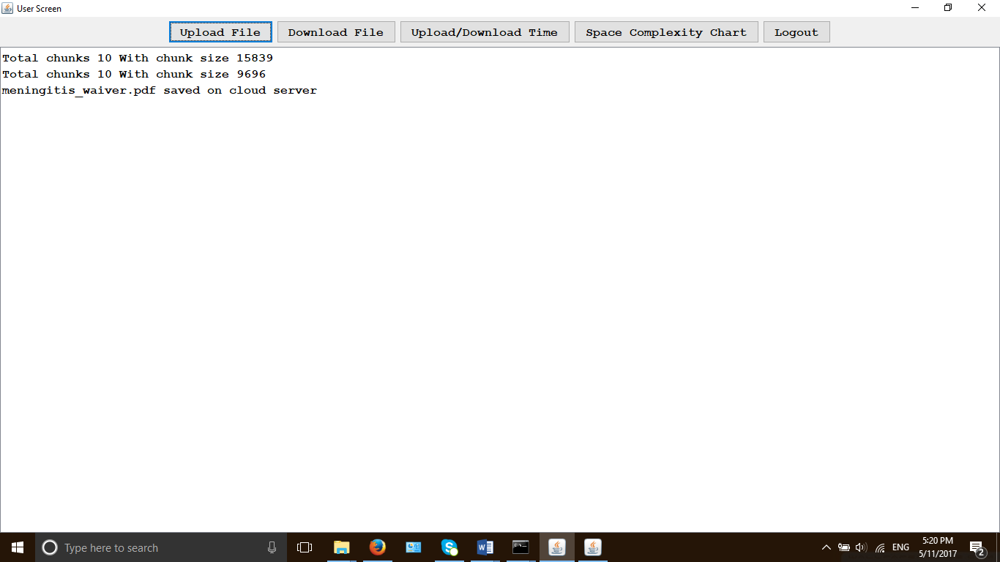 User Screen
Upload File Download File Upload/Download Time Space Complexity Chart Logout
Total chunks 10 With chunk size 15839
Total chunks 10 With chunk size 9696
meningitis_waiver.pdf saved on cloud server
Type here to search
ENG
5:20 PM
5/11/2017
2